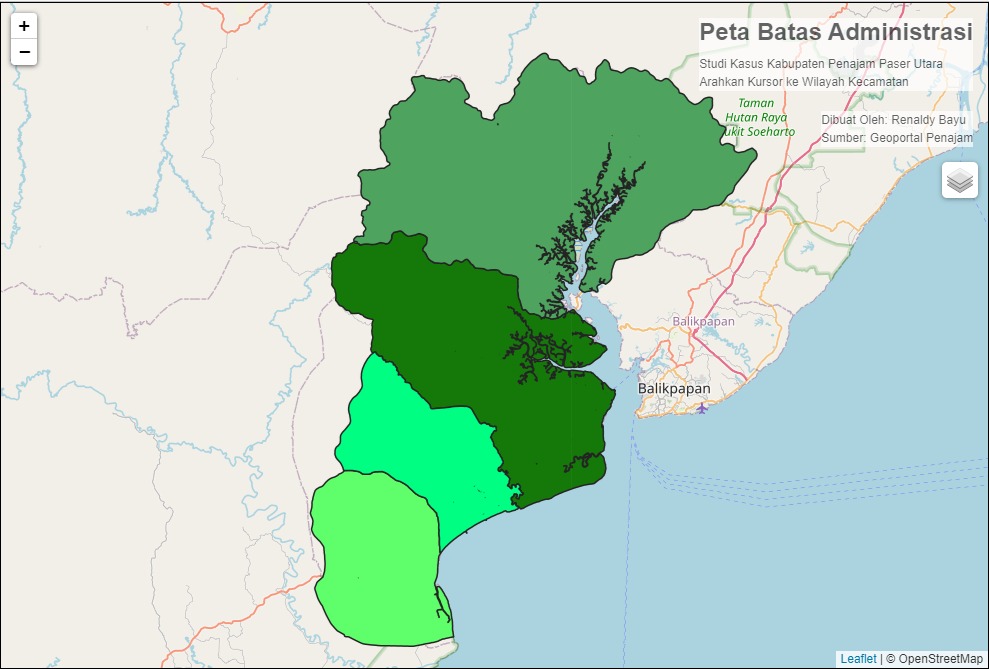 +
−
Peta Batas Administrasi
Studi Kasus Kabupaten Penajam Paser Utara
Arahkan Kursor ke Wilayah Kecamatan
Taman
Hutan Raya
ukit Soeharto
Dibuat Oleh: Renaldy Bayu
Sumber: Geoportal Penajam
Balikpapan
Balikpapan
Leaflet | © OpenStreetMap